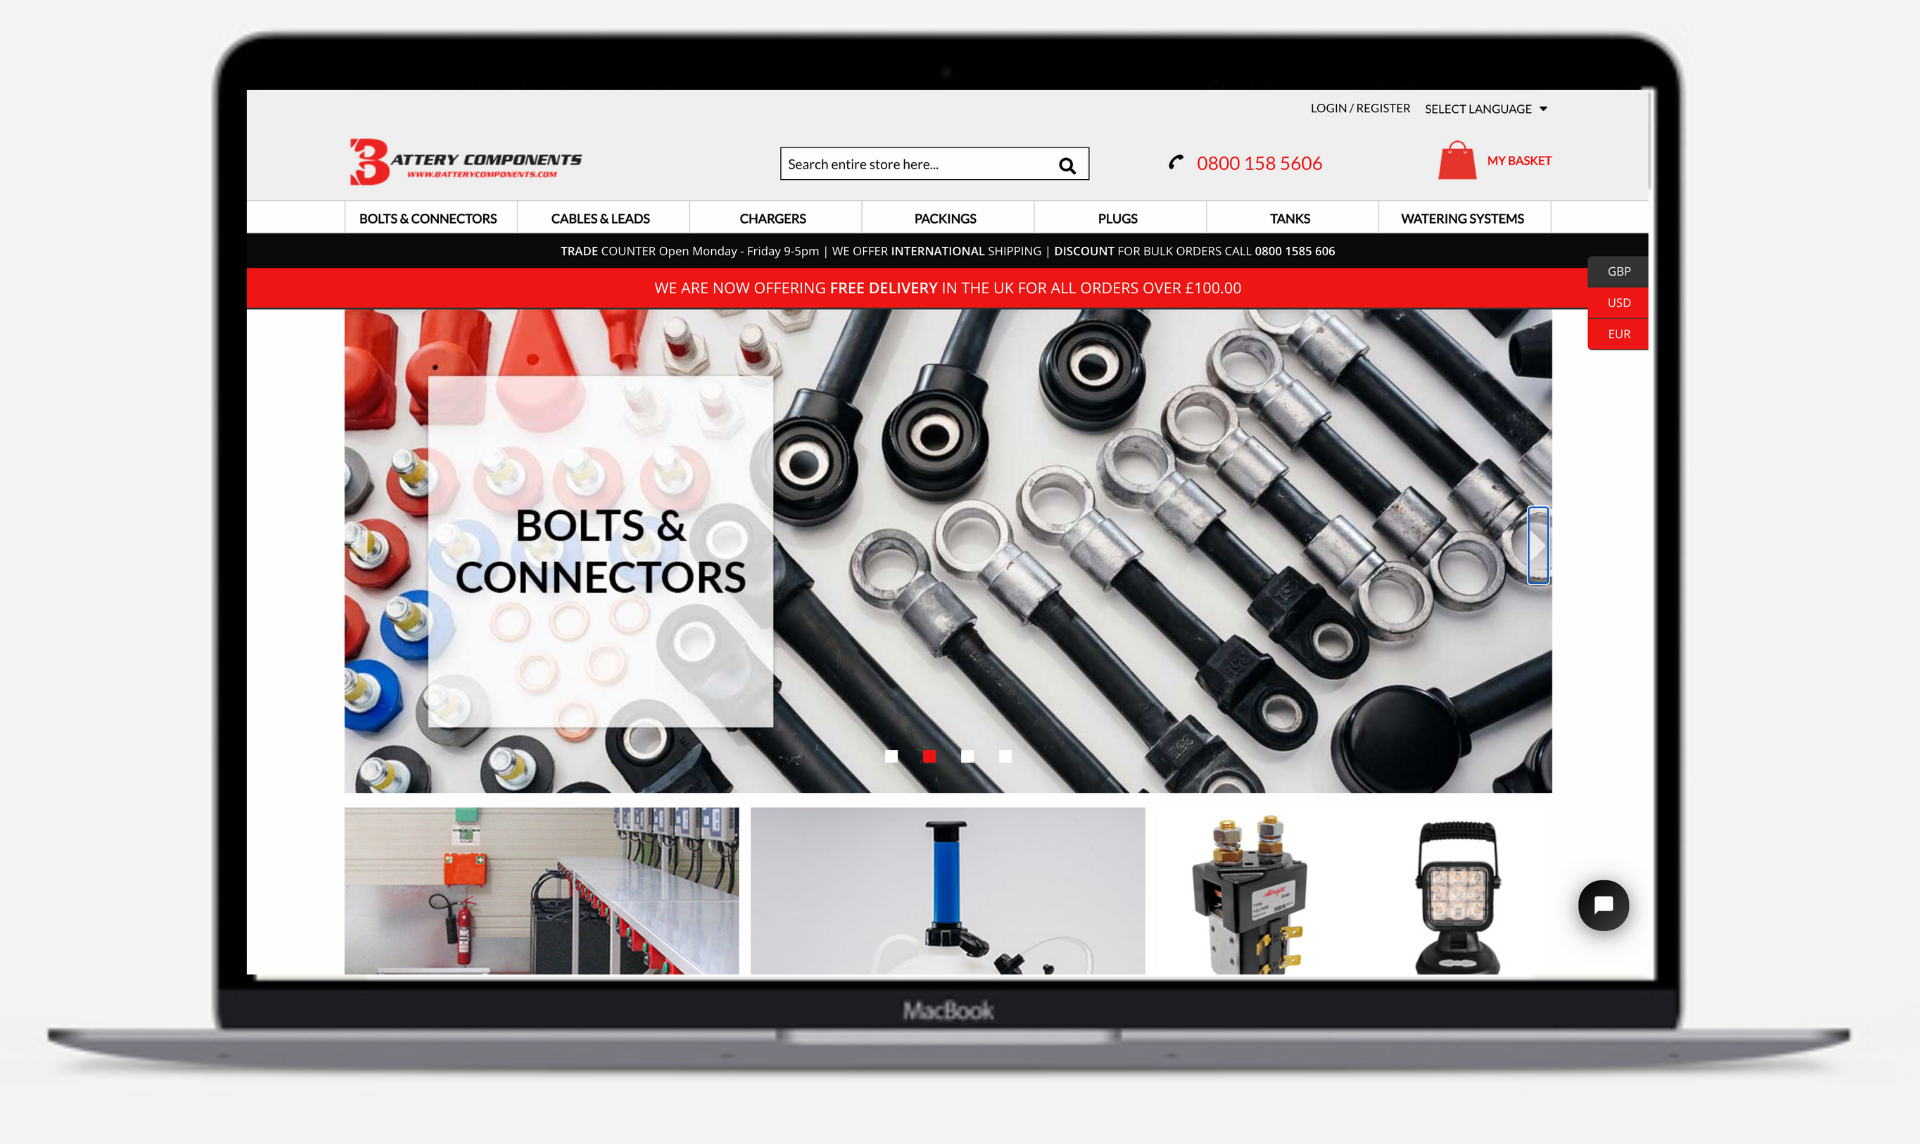 LOGIN / REGISTER SELECT LANGUAGE
BATTERY COMPONENTS
WWW.BATTERYCOMPONENTS.COM
Search entire store here...
0800 158 5606
MY BASKET
BOLTS & CONNECTORS CABLES & LEADS CHARGERS PACKINGS PLUGS TANKS WATERING SYSTEMS
TRADE COUNTER Open Monday - Friday 9-5pm | WE OFFER INTERNATIONAL SHIPPING | DISCOUNT FOR BULK ORDERS CALL 0800 1585 606
WE ARE NOW OFFERING FREE DELIVERY IN THE UK FOR ALL ORDERS OVER £100.00
GBP
USD
EUR
BOLTS &
CONNECTORS
Albright
MacBook